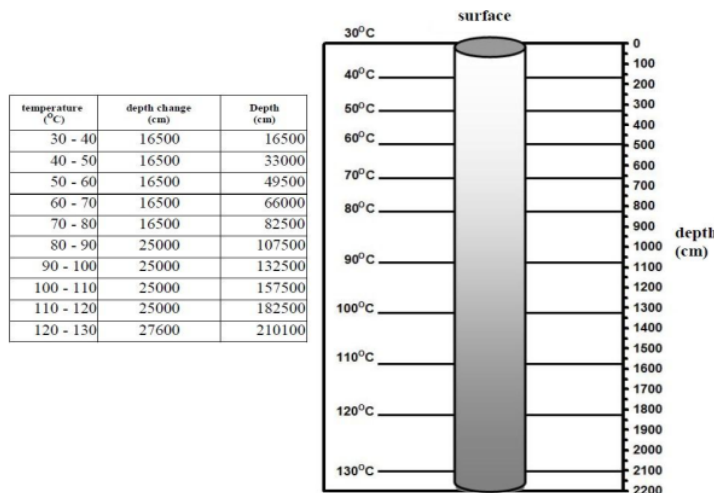 surface
temperature (°C) depth change (cm) Depth (cm)
30 - 40 16500 16500
40 - 50 16500 33000
50 - 60 16500 49500
60 - 70 16500 66000
70 - 80 16500 82500
80 - 90 25000 107500
90 - 100 25000 132500
100 - 110 25000 157500
110 - 120 25000 182500
120 - 130 27600 210100
30°C
40°C
50°C
60°C
70°C
80°C
90°C
100°C
110°C
120°C
130°C
0
100
200
300
400
500
600
700
800
900
1000
1100
1200
1300
1400
1500
1600
1700
1800
1900
2000
2100
2200
depth
(cm)